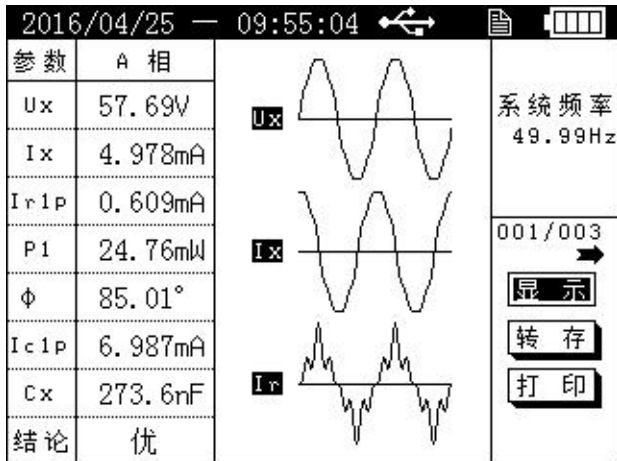 2016/04/25 — 09:55:04
参数 A 相
Ux 57.69V
Ix 4.978mA
Ir1p 0.609mA
P1 24.76mW
Φ 85.01°
Ic1p 6.987mA
Cx 273.6nF
结论 优
Ux
Ix
Ir
系统频率
49.99Hz
001/003
显 示
转 存
打 印